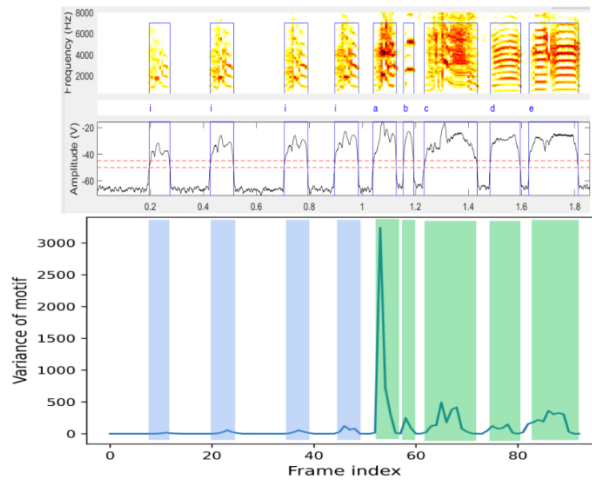 8000
6000
4000
2000
Frequency (Hz)
i i i i a b c d e
-20
-40
-60
Amplitude (V)
0.2 0.4 0.6 0.8 1 1.2 1.4 1.6 1.8
3000
2500
2000
1500
1000
500
0
Variance of motif
0 20 40 60 80
Frame index